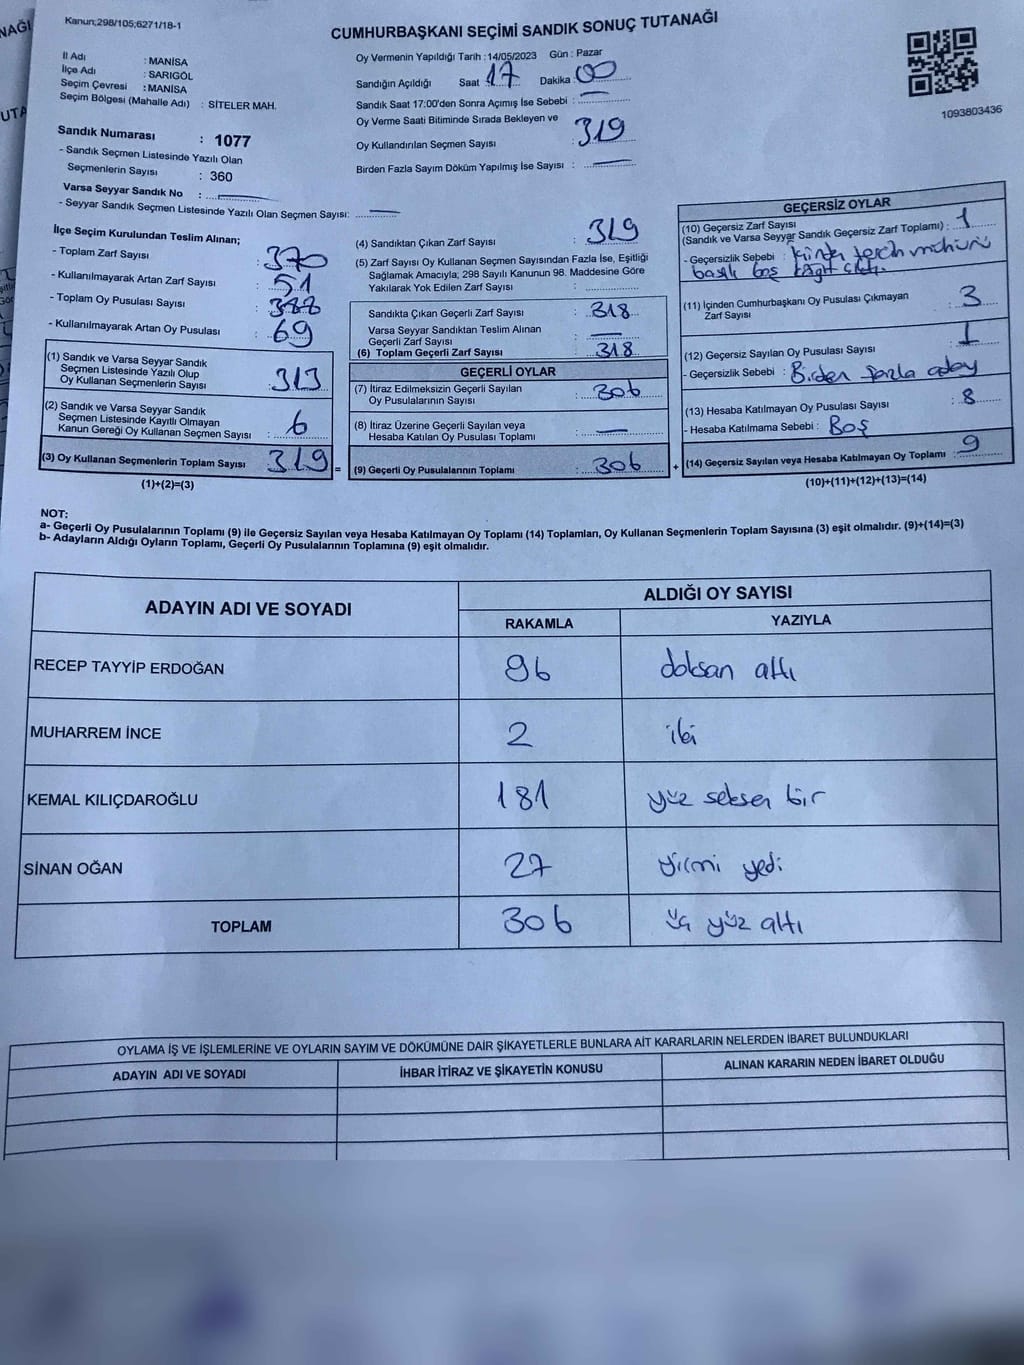 Kanun;298/105;6271/18-1
CUMHURBAŞKANI SEÇİMİ SANDIK SONUÇ TUTANAĞI
İl Adı : MANİSA
İlçe Adı : SARIGÖL
Seçim Çevresi : MANİSA
Seçim Bölgesi (Mahalle Adı) : SİTELER MAH.
Sandık Numarası : 1077
- Sandık Seçmen Listesinde Yazılı Olan
Seçmenlerin Sayısı : 360
Varsa Seyyar Sandık No :
- Seyyar Sandık Seçmen Listesinde Yazılı Olan Seçmen Sayısı:
Oy Vermenin Yapıldığı Tarih : 14/05/2023 Gün : Pazar
Sandığın Açıldığı Saat 17 Dakika : 00
Sandık Saat 17:00'den Sonra Açımış İse Sebebi :
Oy Verme Saati Bitiminde Sırada Bekleyen ve
Oy Kullandırılan Seçmen Sayısı : 319
Birden Fazla Sayım Döküm Yapılmış İse Sayısı :
1093803436
İlçe Seçim Kurulundan Teslim Alınan;
- Toplam Zarf Sayısı : 370
- Kullanılmayarak Artan Zarf Sayısı : 51
- Toplam Oy Pusulası Sayısı :
- Kullanılmayarak Artan Oy Pusulası : 69
(1) Sandık ve Varsa Seyyar Sandık
Seçmen Listesinde Yazılı Olup
Oy Kullanan Seçmenlerin Sayısı : 313
(2) Sandık ve Varsa Seyyar Sandık
Seçmen Listesinde Kayıtlı Olmayan
Kanun Gereği Oy Kullanan Seçmen Sayısı : 6
(3) Oy Kullanan Seçmenlerin Toplam Sayısı 319 =
(1)+(2)=(3)
(4) Sandıktan Çıkan Zarf Sayısı : 319
(5) Zarf Sayısı Oy Kullanan Seçmen Sayısından Fazla İse, Eşitliği
Sağlamak Amacıyla; 298 Sayılı Kanunun 98. Maddesine Göre
Yakılarak Yok Edilen Zarf Sayısı :
Sandıkta Çıkan Geçerli Zarf Sayısı : 318
Varsa Seyyar Sandıktan Teslim Alınan
Geçerli Zarf Sayısı :
(6) Toplam Geçerli Zarf Sayısı : 318
GEÇERLİ OYLAR
(7) İtiraz Edilmeksizin Geçerli Sayılan
Oy Pusulalarının Sayısı : 306
(8) İtiraz Üzerine Geçerli Sayılan veya
Hesaba Katılan Oy Pusulası Toplamı :
(9) Geçerli Oy Pusulalarının Toplamı : 306 +
GEÇERSİZ OYLAR
(10) Geçersiz Zarf Sayısı
(Sandık ve Varsa Seyyar Sandık Geçersiz Zarf Toplamı) : 1
- Geçersizlik Sebebi : içinden tercih mühürü
basılı boş kağıt çıktı.
(11) İçinden Cumhurbaşkanı Oy Pusulası Çıkmayan
Zarf Sayısı : 3
(12) Geçersiz Sayılan Oy Pusulası Sayısı : 1
- Geçersizlik Sebebi : Birden fazla aday
(13) Hesaba Katılmayan Oy Pusulası Sayısı : 8
- Hesaba Katılmama Sebebi : Boş
(14) Geçersiz Sayılan veya Hesaba Katılmayan Oy Toplamı : 9
(10)+(11)+(12)+(13)=(14)
NOT:
a- Geçerli Oy Pusulalarının Toplamı (9) ile Geçersiz Sayılan veya Hesaba Katılmayan Oy Toplamı (14) Toplamları, Oy Kullanan Seçmenlerin Toplam Sayısına (3) eşit olmalıdır. (9)+(14)=(3)
b- Adayların Aldığı Oyların Toplamı, Geçerli Oy Pusulalarının Toplamına (9) eşit olmalıdır.
ADAYIN ADI VE SOYADI ALDIĞI OY SAYISI
RAKAMLA YAZIYLA
RECEP TAYYİP ERDOĞAN 96 doksan altı
MUHARREM İNCE 2 iki
KEMAL KILIÇDAROĞLU 181 yüz seksen bir
SİNAN OĞAN 27 yirmi yedi
TOPLAM 306 üç yüz altı
OYLAMA İŞ VE İŞLEMLERİNE VE OYLARIN SAYIM VE DÖKÜMÜNE DAİR ŞİKAYETLERLE BUNLARA AİT KARARLARIN NELERDEN İBARET BULUNDUKLARI
ADAYIN ADI VE SOYADI İHBAR İTİRAZ VE ŞİKAYETİN KONUSU ALINAN KARARIN NEDEN İBARET OLDUĞU